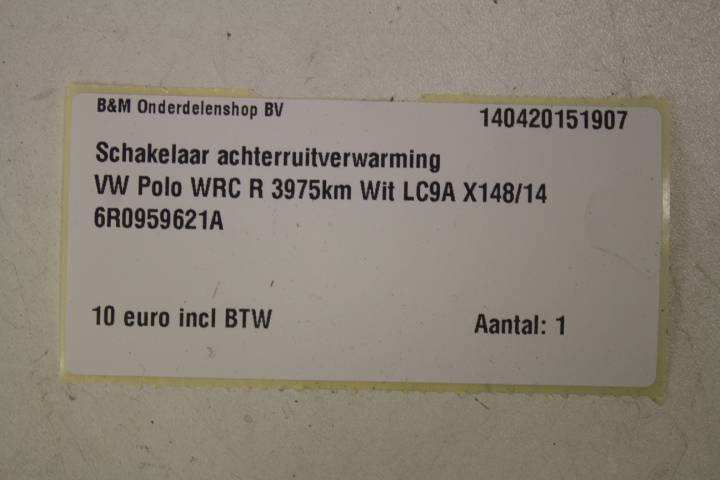 B&M Onderdelenshop BV
140420151907
Schakelaar achterruitverwarming
VW Polo WRC R 3975km Wit LC9A X148/14
6R0959621A
10 euro incl BTW
Aantal: 1